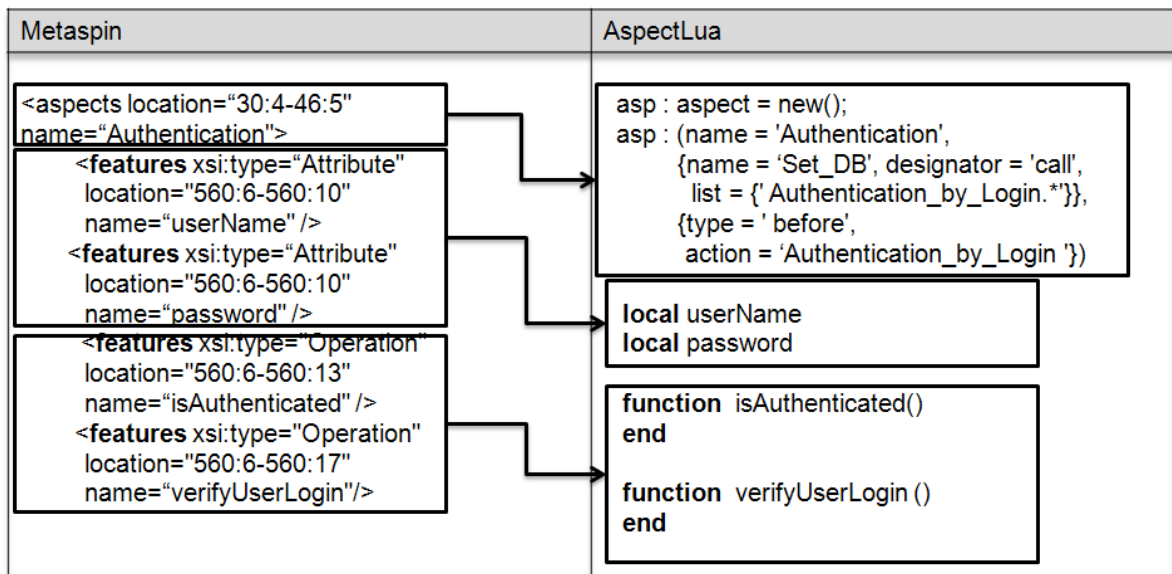 Metaspin
AspectLua
<aspects location=“30:4-46:5"
name=“Authentication">
<features xsi:type=“Attribute"
location="560:6-560:10"
name=“userName" />
<features xsi:type=“Attribute"
location="560:6-560:10"
name=“password" />
<features xsi:type="Operation"
location="560:6-560:13"
name=“isAuthenticated" />
<features xsi:type="Operation"
location="560:6-560:17"
name=“verifyUserLogin"/>
asp : aspect = new();
asp : (name = 'Authentication',
{name = ‘Set_DB', designator = 'call',
list = {' Authentication_by_Login.*'}},
{type = ' before',
action = ‘Authentication_by_Login '})
local userName
local password
function isAuthenticated()
end
function verifyUserLogin ()
end